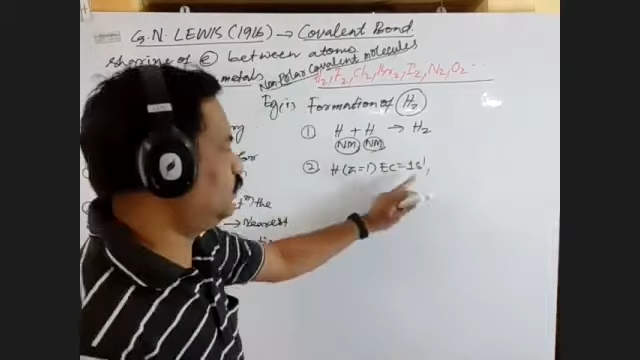 G.N. LEWIS (1916) → Covalent Bond.
sharing of e⁻ between atoms
metals Non Polar Covalent molecules
H₂, F₂, Cl₂, Br₂, I₂, N₂, O₂ --
Eg (1) Formation of H₂
① H + H → H₂
NM NM
② H (Z=1) EC = 1s¹,
the
→ Nearest